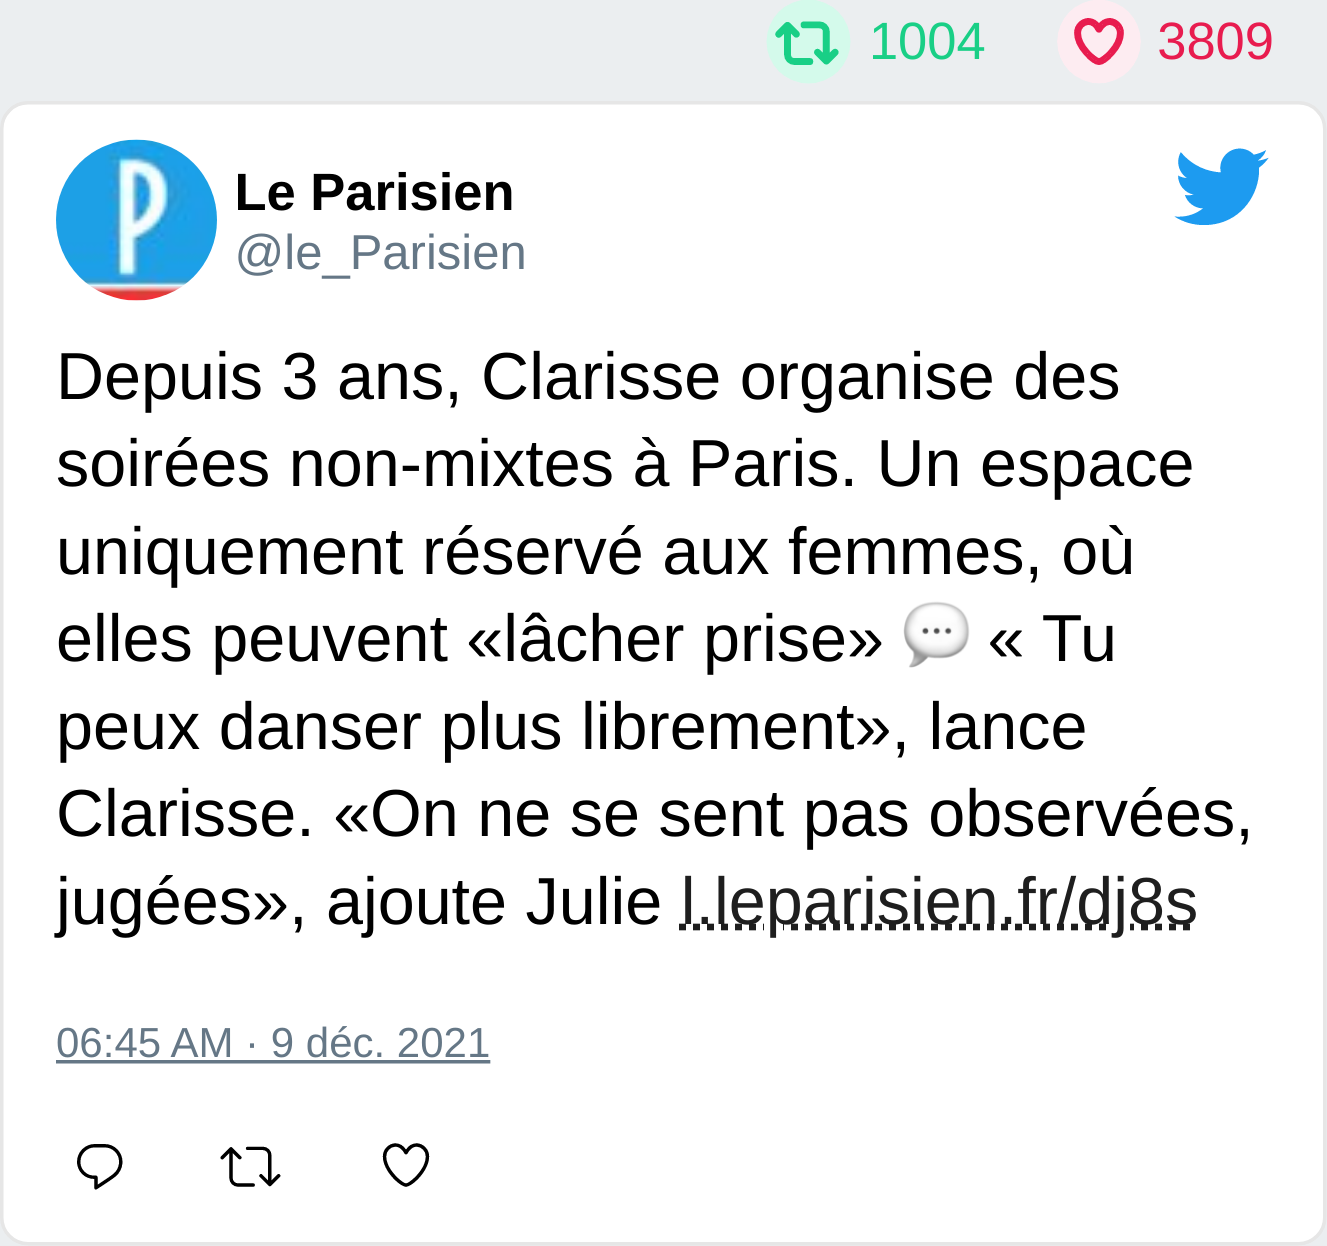 1004 3809
P
Le Parisien
@le_Parisien
Depuis 3 ans, Clarisse organise des
soirées non-mixtes à Paris. Un espace
uniquement réservé aux femmes, où
elles peuvent «lâcher prise» 💬 « Tu
peux danser plus librement», lance
Clarisse. «On ne se sent pas observées,
jugées», ajoute Julie l.leparisien.fr/dj8s
06:45 AM · 9 déc. 2021